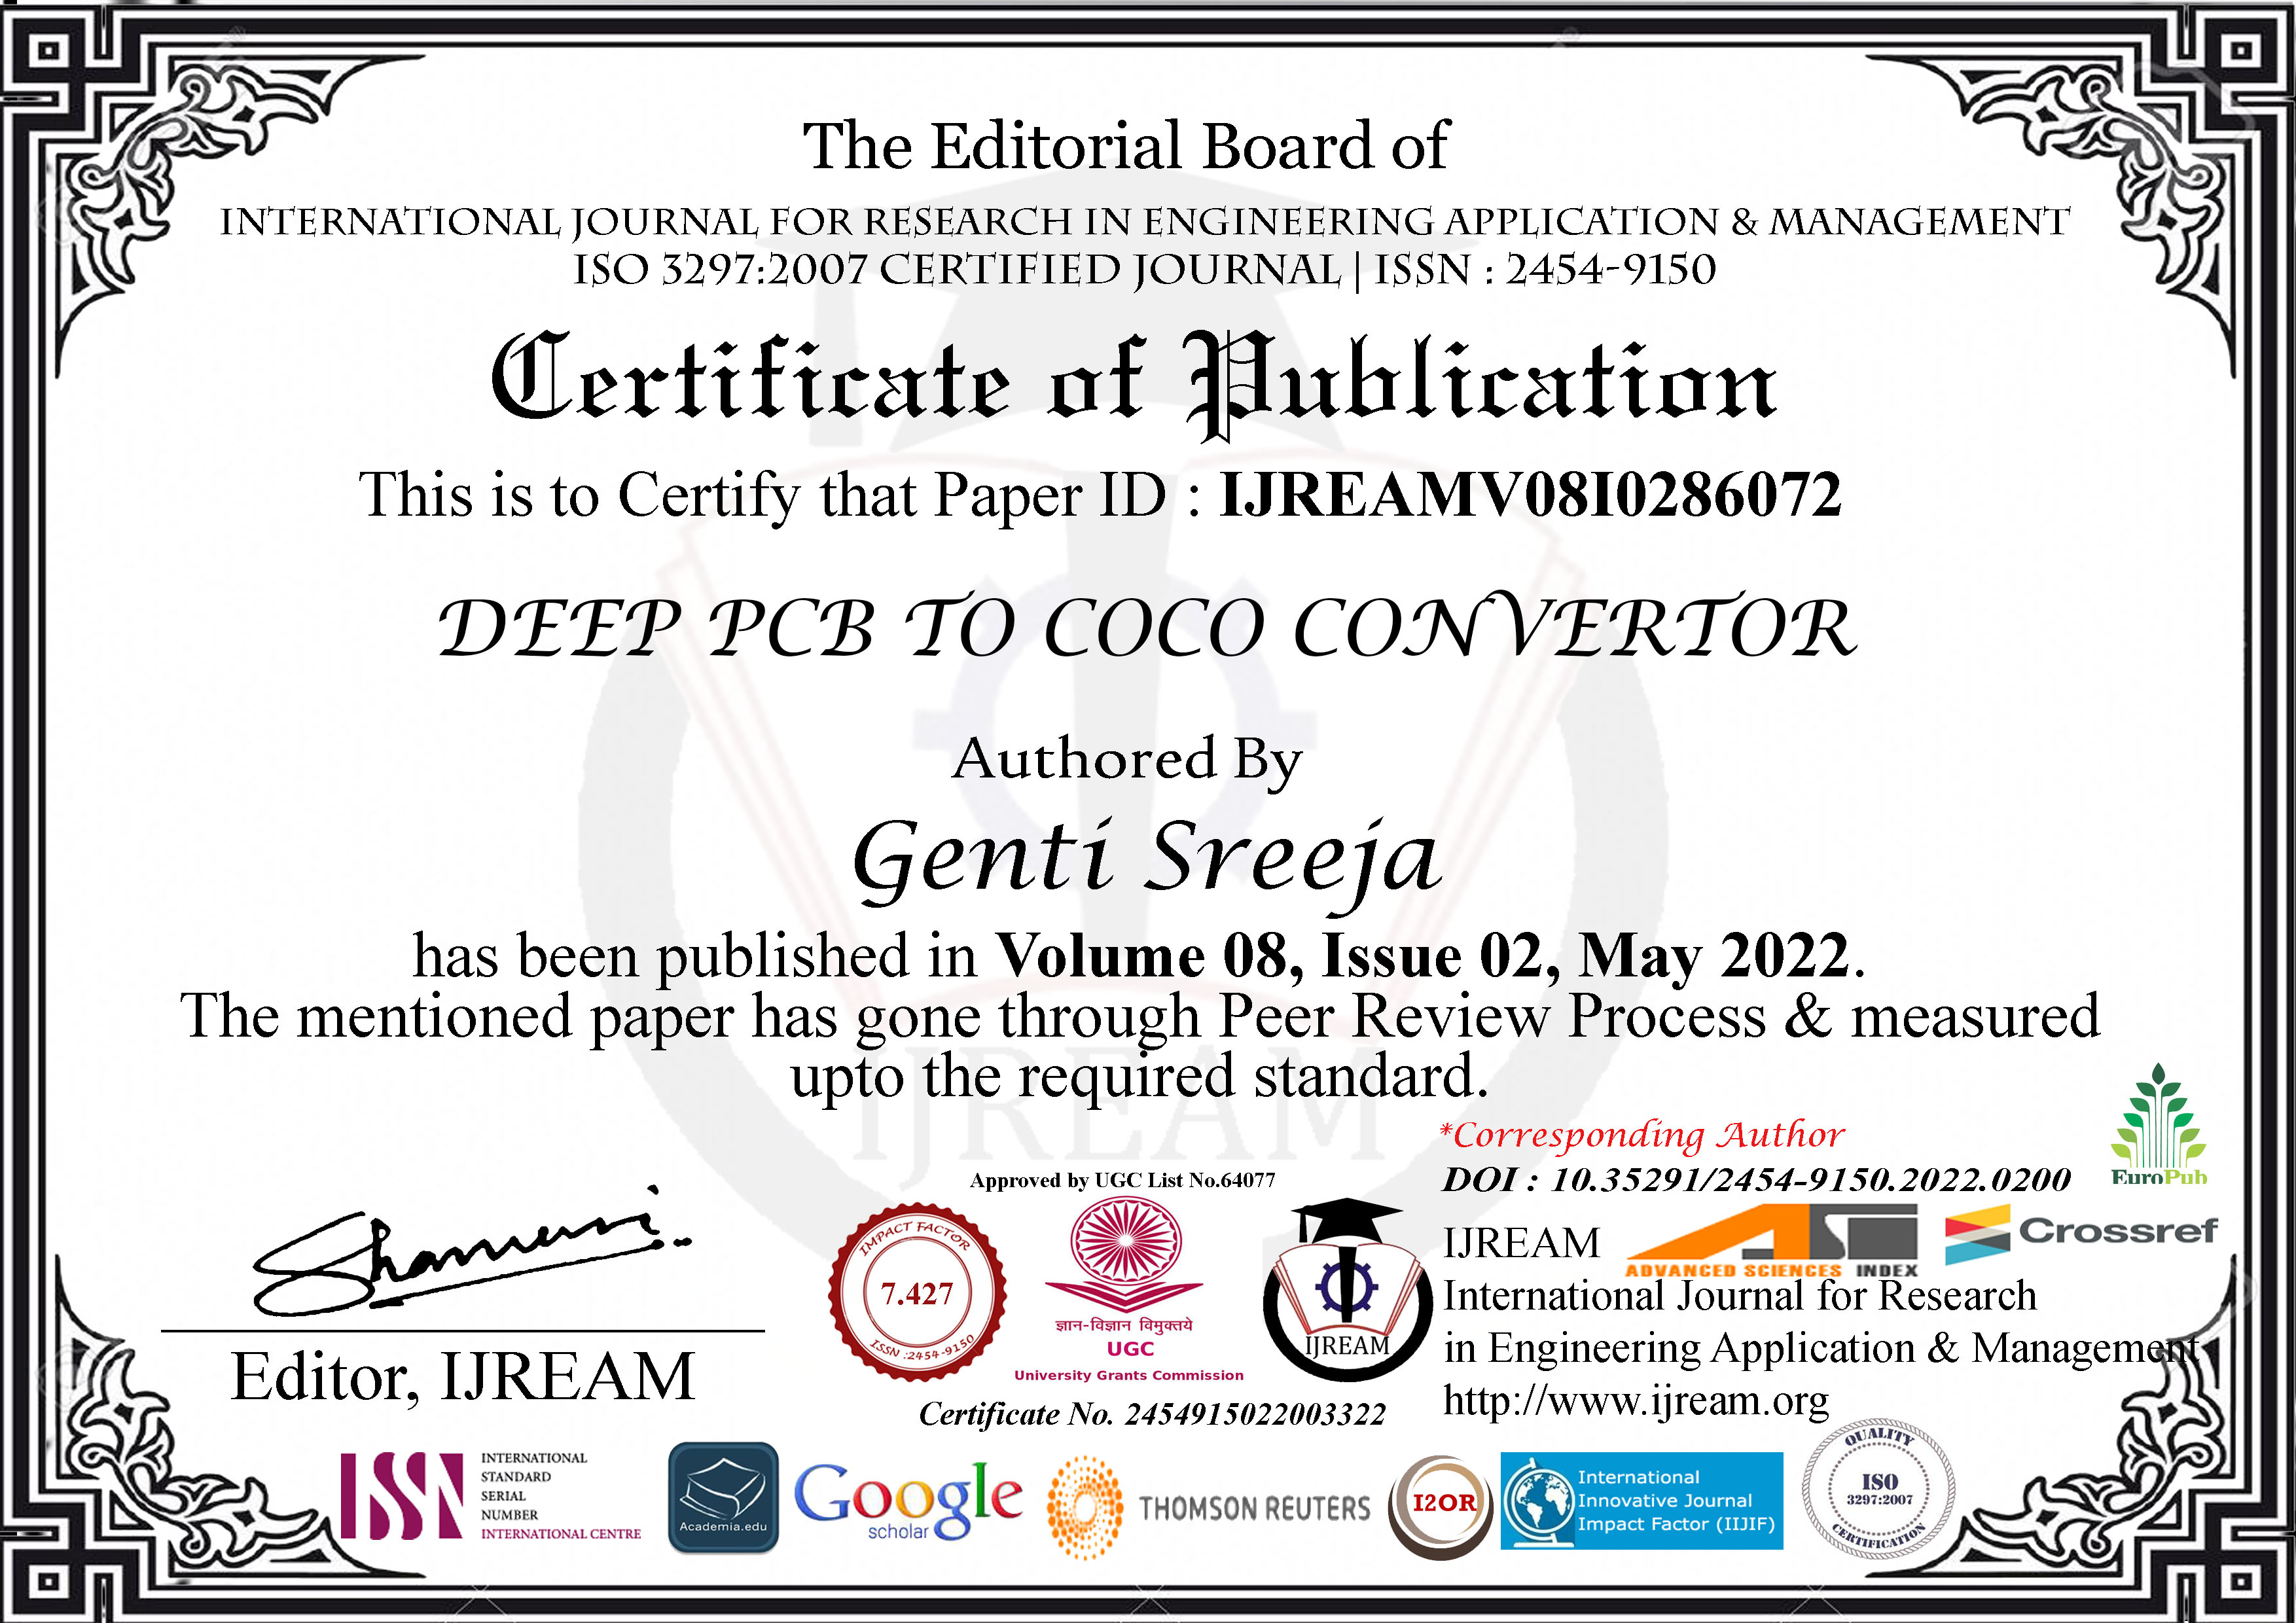 The Editorial Board of
INTERNATIONAL JOURNAL FOR RESEARCH IN ENGINEERING APPLICATION & MANAGEMENT
ISO 3297:2007 CERTIFIED JOURNAL | ISSN : 2454-9150
Certificate of Publication
This is to Certify that Paper ID : IJREAMV08I0286072
DEEP PCB TO COCO CONVERTOR
Authored By
Genti Sreeja
has been published in Volume 08, Issue 02, May 2022.
The mentioned paper has gone through Peer Review Process & measured
upto the required standard.
IJREAM
*Corresponding Author
DOI : 10.35291/2454-9150.2022.0200
EuroPub
Approved by UGC List No.64077
IMPACT FACTOR
7.427
ISSN :2454-9150
ज्ञान-विज्ञान विमुक्तये
UGC
University Grants Commission
IJREAM
Certificate No. 2454915022003322
IJREAM
ASI
ADVANCED SCIENCES INDEX
Crossref
International Journal for Research
in Engineering Application & Management
http://www.ijream.org
Editor, IJREAM
ISSN
INTERNATIONAL
STANDARD
SERIAL
NUMBER
INTERNATIONAL CENTRE
Academia.edu
Google
scholar
THOMSON REUTERS
I2OR
International
Innovative Journal
Impact Factor (IIJIF)
QUALITY
ISO
3297:2007
CERTIFICATION